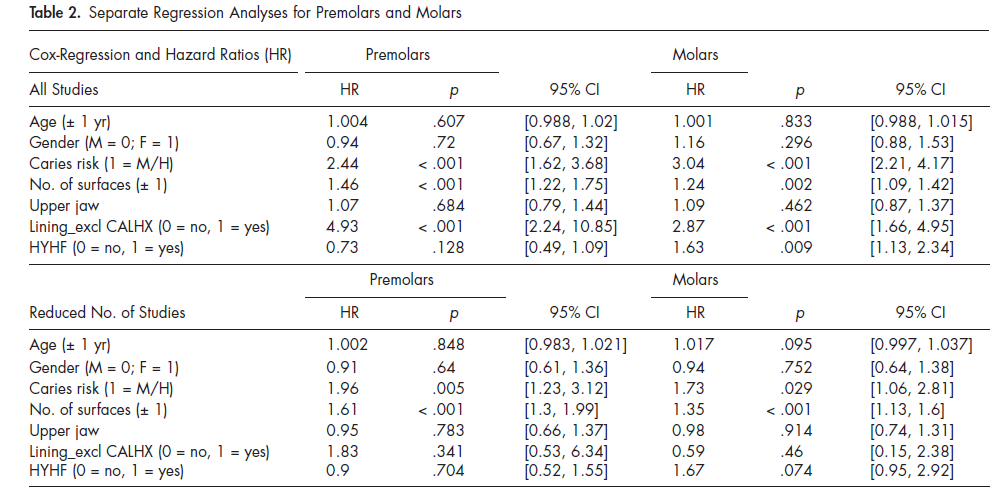 Table 2. Separate Regression Analyses for Premolars and Molars
Cox-Regression and Hazard Ratios (HR) Premolars Molars
All Studies HR p 95% CI HR p 95% CI
Age (± 1 yr) 1.004 .607 [0.988, 1.02] 1.001 .833 [0.988, 1.015]
Gender (M = 0; F = 1) 0.94 .72 [0.67, 1.32] 1.16 .296 [0.88, 1.53]
Caries risk (1 = M/H) 2.44 < .001 [1.62, 3.68] 3.04 < .001 [2.21, 4.17]
No. of surfaces (± 1) 1.46 < .001 [1.22, 1.75] 1.24 .002 [1.09, 1.42]
Upper jaw 1.07 .684 [0.79, 1.44] 1.09 .462 [0.87, 1.37]
Lining_excl CALHX (0 = no, 1 = yes) 4.93 < .001 [2.24, 10.85] 2.87 < .001 [1.66, 4.95]
HYHF (0 = no, 1 = yes) 0.73 .128 [0.49, 1.09] 1.63 .009 [1.13, 2.34]
Premolars Molars
Reduced No. of Studies HR p 95% CI HR p 95% CI
Age (± 1 yr) 1.002 .848 [0.983, 1.021] 1.017 .095 [0.997, 1.037]
Gender (M = 0; F = 1) 0.91 .64 [0.61, 1.36] 0.94 .752 [0.64, 1.38]
Caries risk (1 = M/H) 1.96 .005 [1.23, 3.12] 1.73 .029 [1.06, 2.81]
No. of surfaces (± 1) 1.61 < .001 [1.3, 1.99] 1.35 < .001 [1.13, 1.6]
Upper jaw 0.95 .783 [0.66, 1.37] 0.98 .914 [0.74, 1.31]
Lining_excl CALHX (0 = no, 1 = yes) 1.83 .341 [0.53, 6.34] 0.59 .46 [0.15, 2.38]
HYHF (0 = no, 1 = yes) 0.9 .704 [0.52, 1.55] 1.67 .074 [0.95, 2.92]